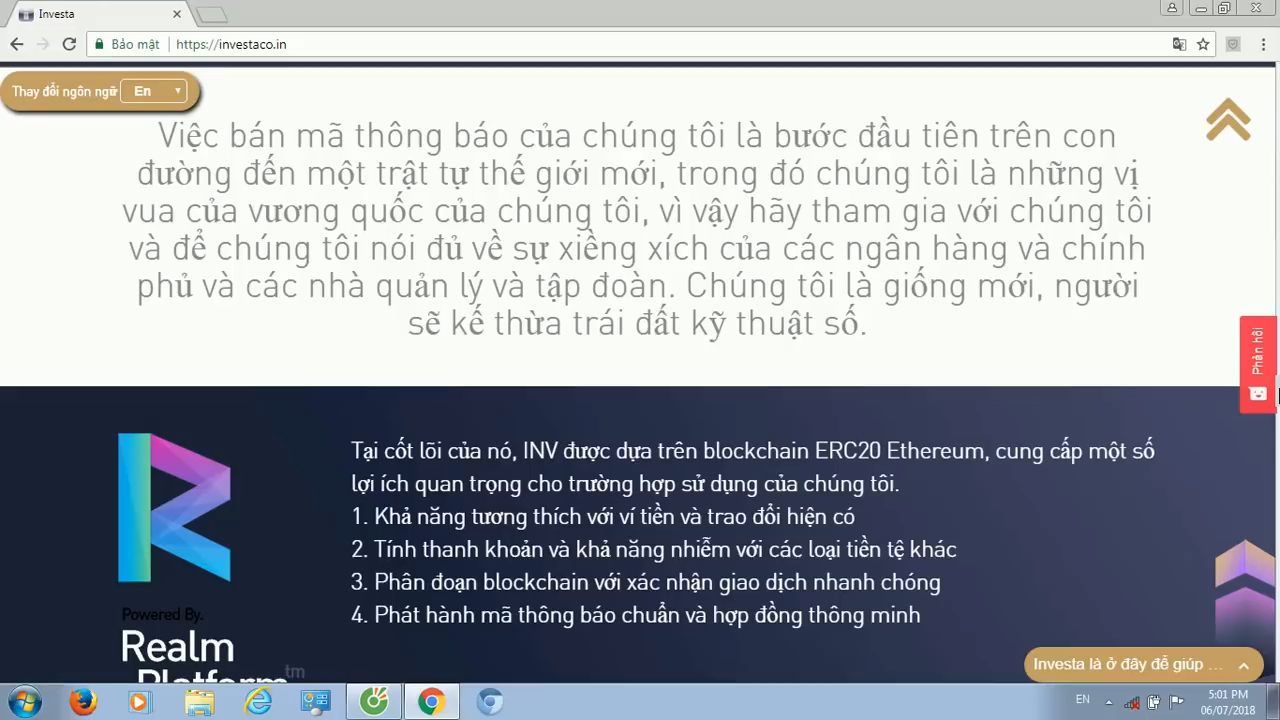 Investa
Bảo mật
https://investaco.in
Thay đổi ngôn ngữ En
Việc bán mã thông báo của chúng tôi là bước đầu tiên trên con
đường đến một trật tự thế giới mới, trong đó chúng tôi là những vị
vua của vương quốc của chúng tôi, vì vậy hãy tham gia với chúng tôi
và để chúng tôi nói đủ về sự xiềng xích của các ngân hàng và chính
phủ và các nhà quản lý và tập đoàn. Chúng tôi là giống mới, người
sẽ kế thừa trái đất kỹ thuật số.
Phản hồi
Tại cốt lõi của nó, INV được dựa trên blockchain ERC20 Ethereum, cung cấp một số
lợi ích quan trọng cho trường hợp sử dụng của chúng tôi.
1. Khả năng tương thích với ví tiền và trao đổi hiện có
2. Tính thanh khoản và khả năng nhiễm với các loại tiền tệ khác
3. Phân đoạn blockchain với xác nhận giao dịch nhanh chóng
4. Phát hành mã thông báo chuẩn và hợp đồng thông minh
Powered By.
Realm
Platform tm
Investa là ở đây để giúp ...
EN
5:01 PM
06/07/2018